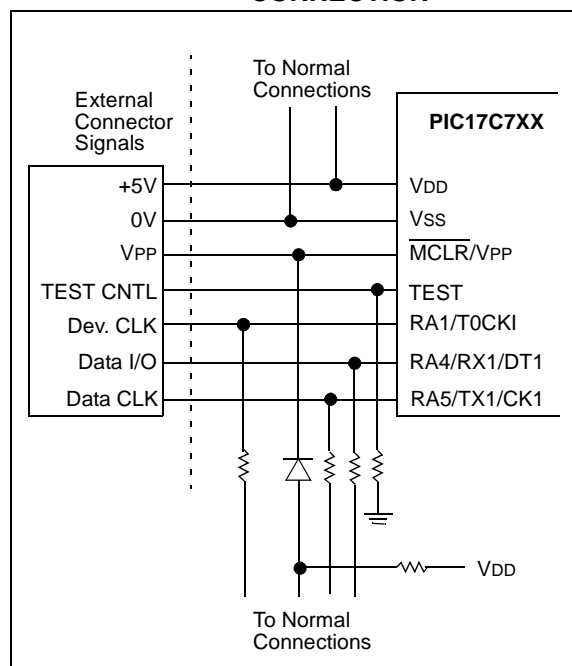 To Normal
Connections
External
Connector
Signals
PIC17C7XX
+5V
VDD
0V
VSS
VPP
MCLR/VPP
TEST CNTL
TEST
Dev. CLK
RA1/T0CKI
Data I/O
RA4/RX1/DT1
Data CLK
RA5/TX1/CK1
VDD
To Normal
Connections